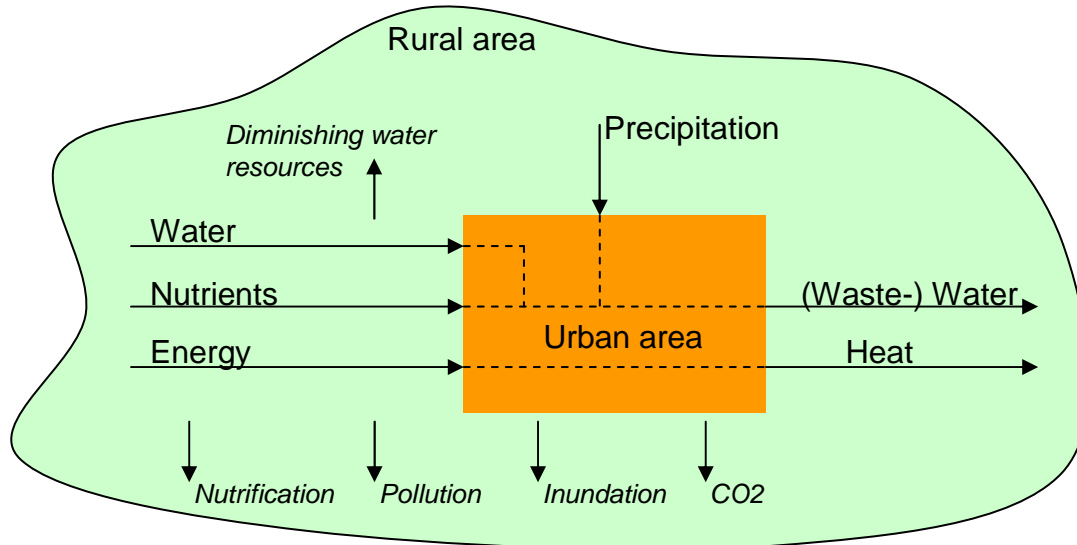 Rural area
Diminishing water
resources
Precipitation
Water
Nutrients
(Waste-) Water
Urban area
Energy
Heat
Nutrification
Pollution
Inundation
CO2